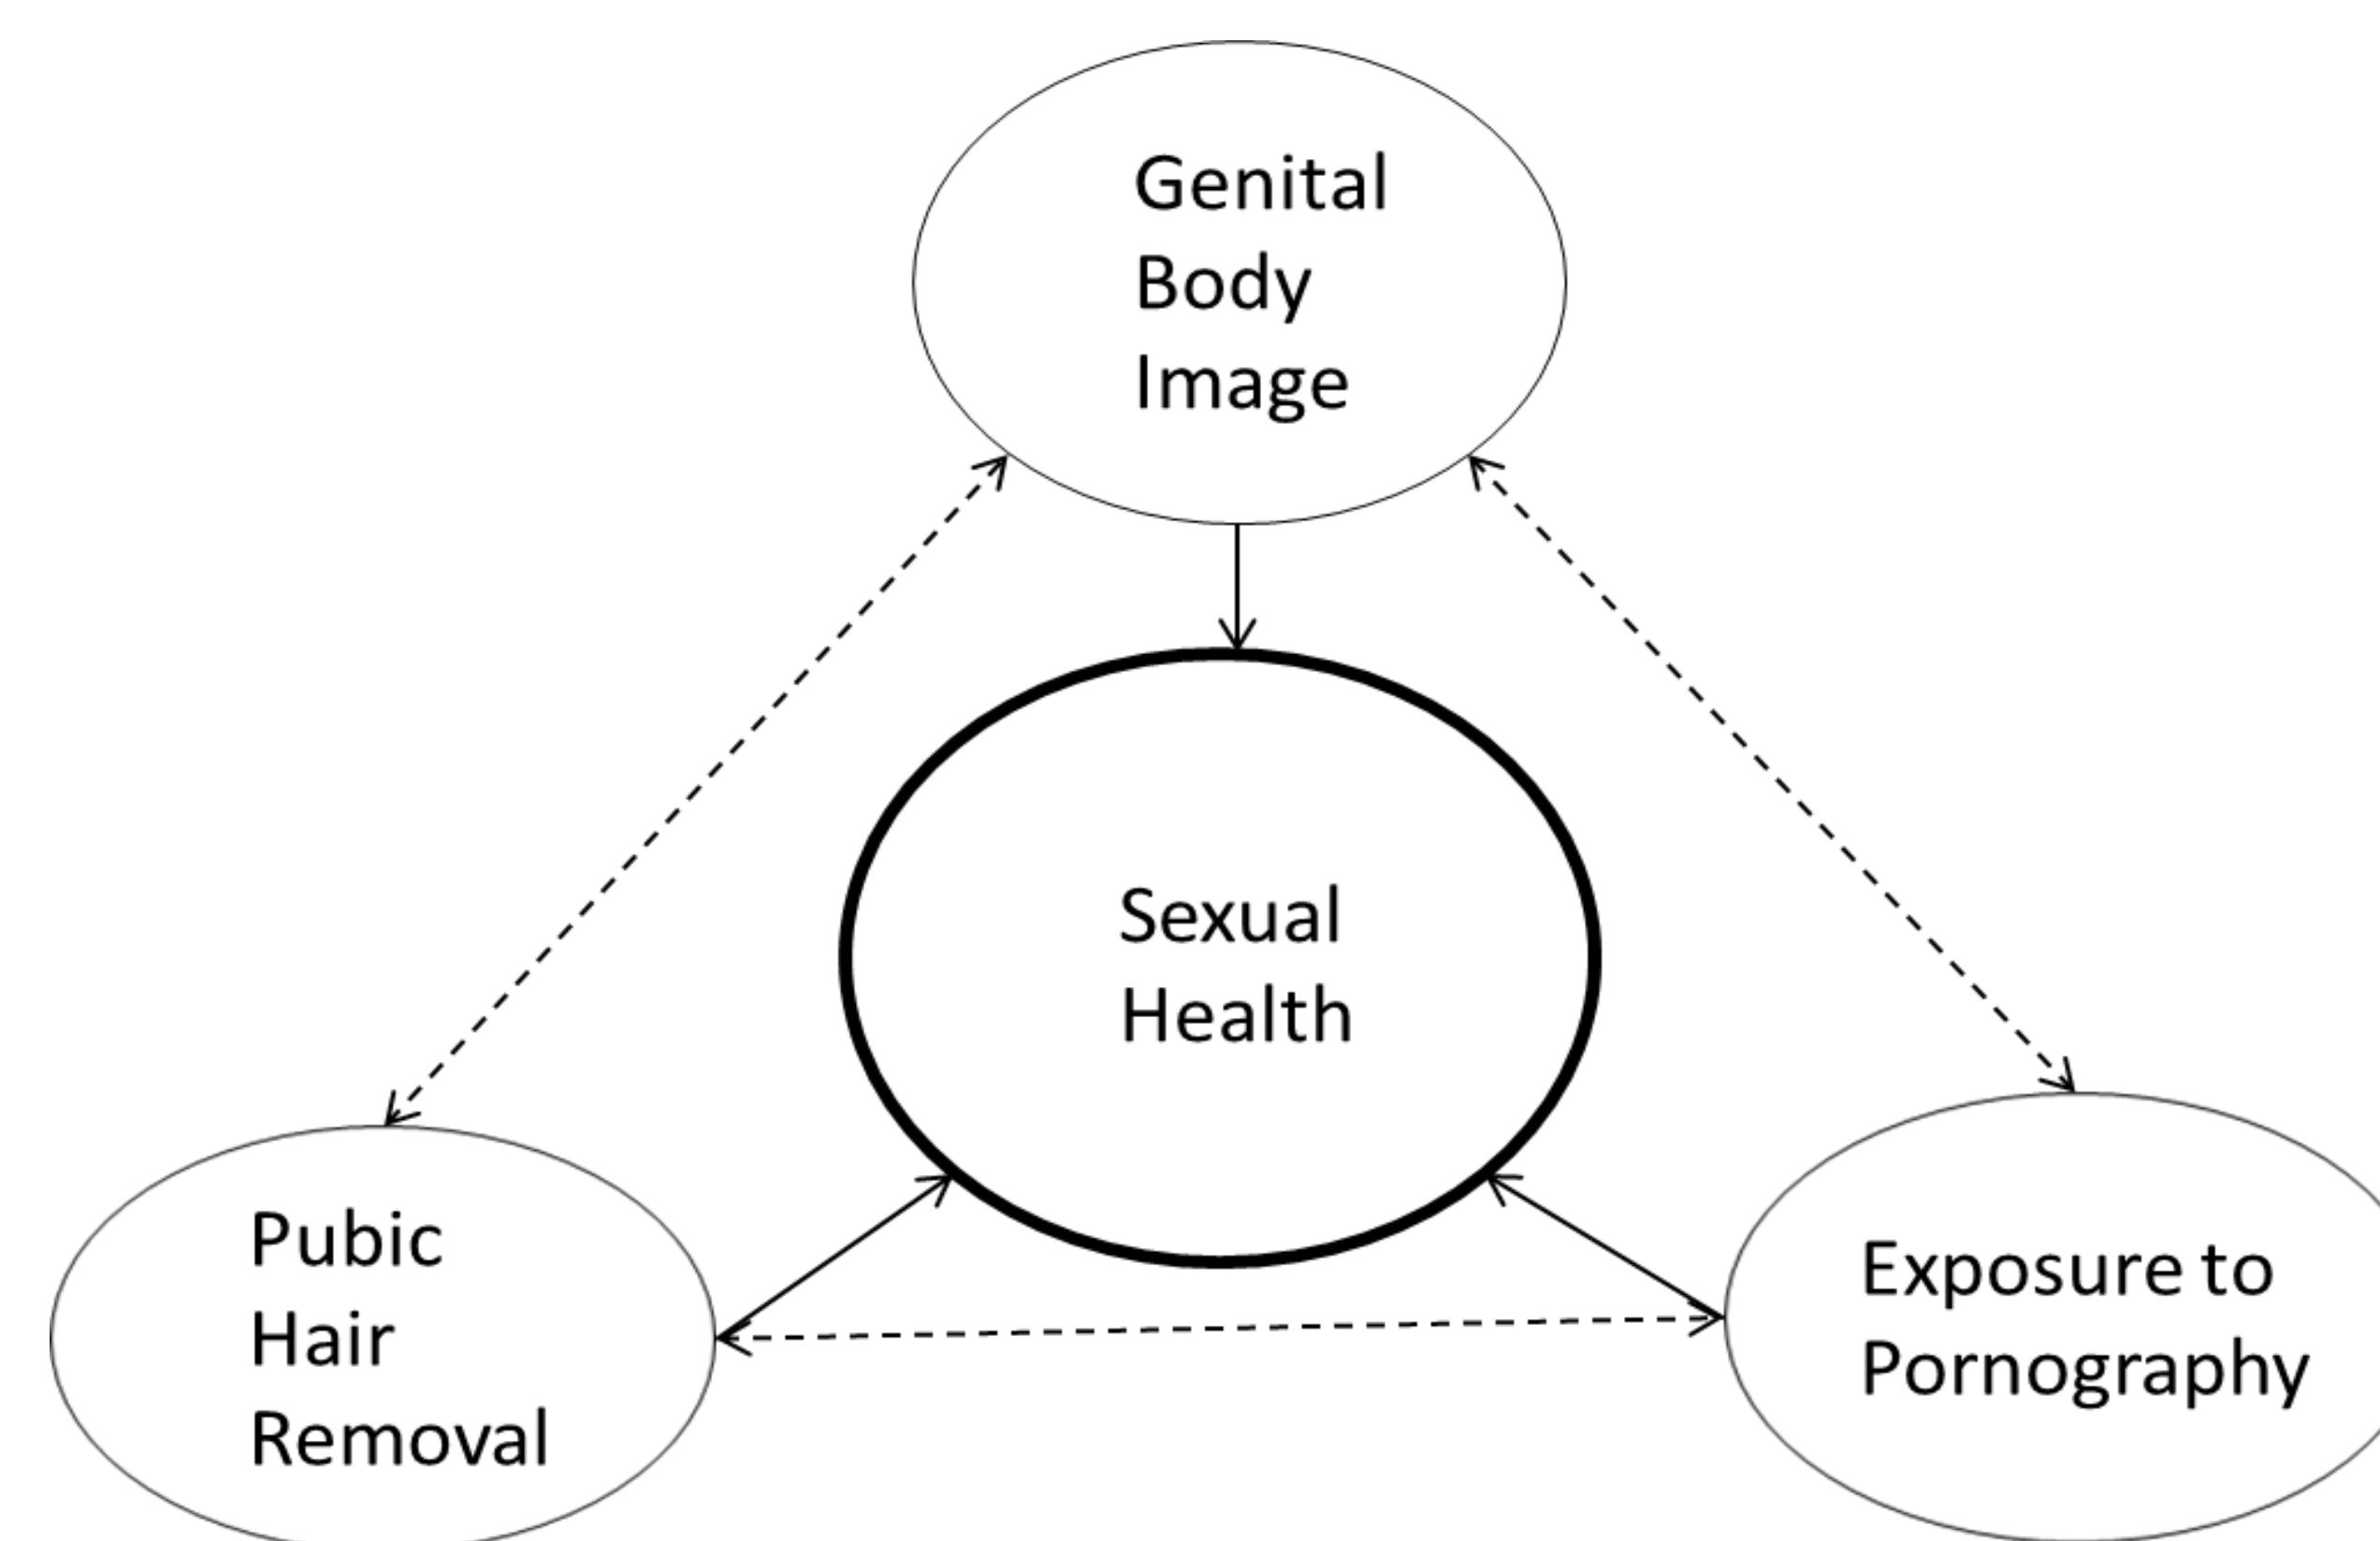 Genital
Body
Image
Sexual
Health
Pubic
Hair
Removal
Exposure to
Pornography